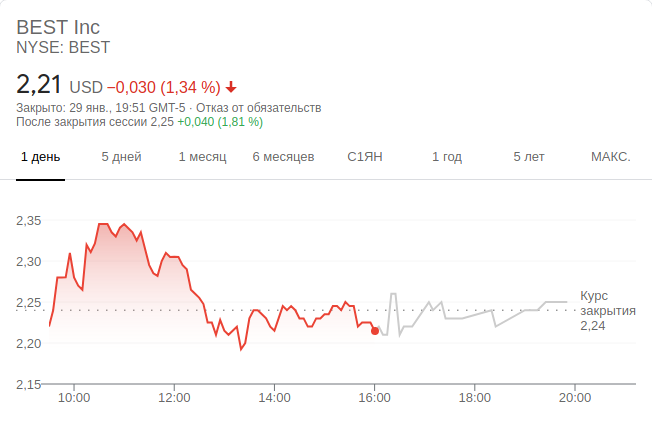 BEST Inc
NYSE: BEST
2,21 USD −0,030 (1,34 %)
Закрыто: 29 янв., 19:51 GMT-5 · Отказ от обязательств
После закрытия сессии 2,25 +0,040 (1,81 %)
1 день 5 дней 1 месяц 6 месяцев С1ЯН 1 год 5 лет МАКС.
2,35
2,30
2,25
2,20
2,15
Курс
закрытия
2,24
10:00 12:00 14:00 16:00 18:00 20:00